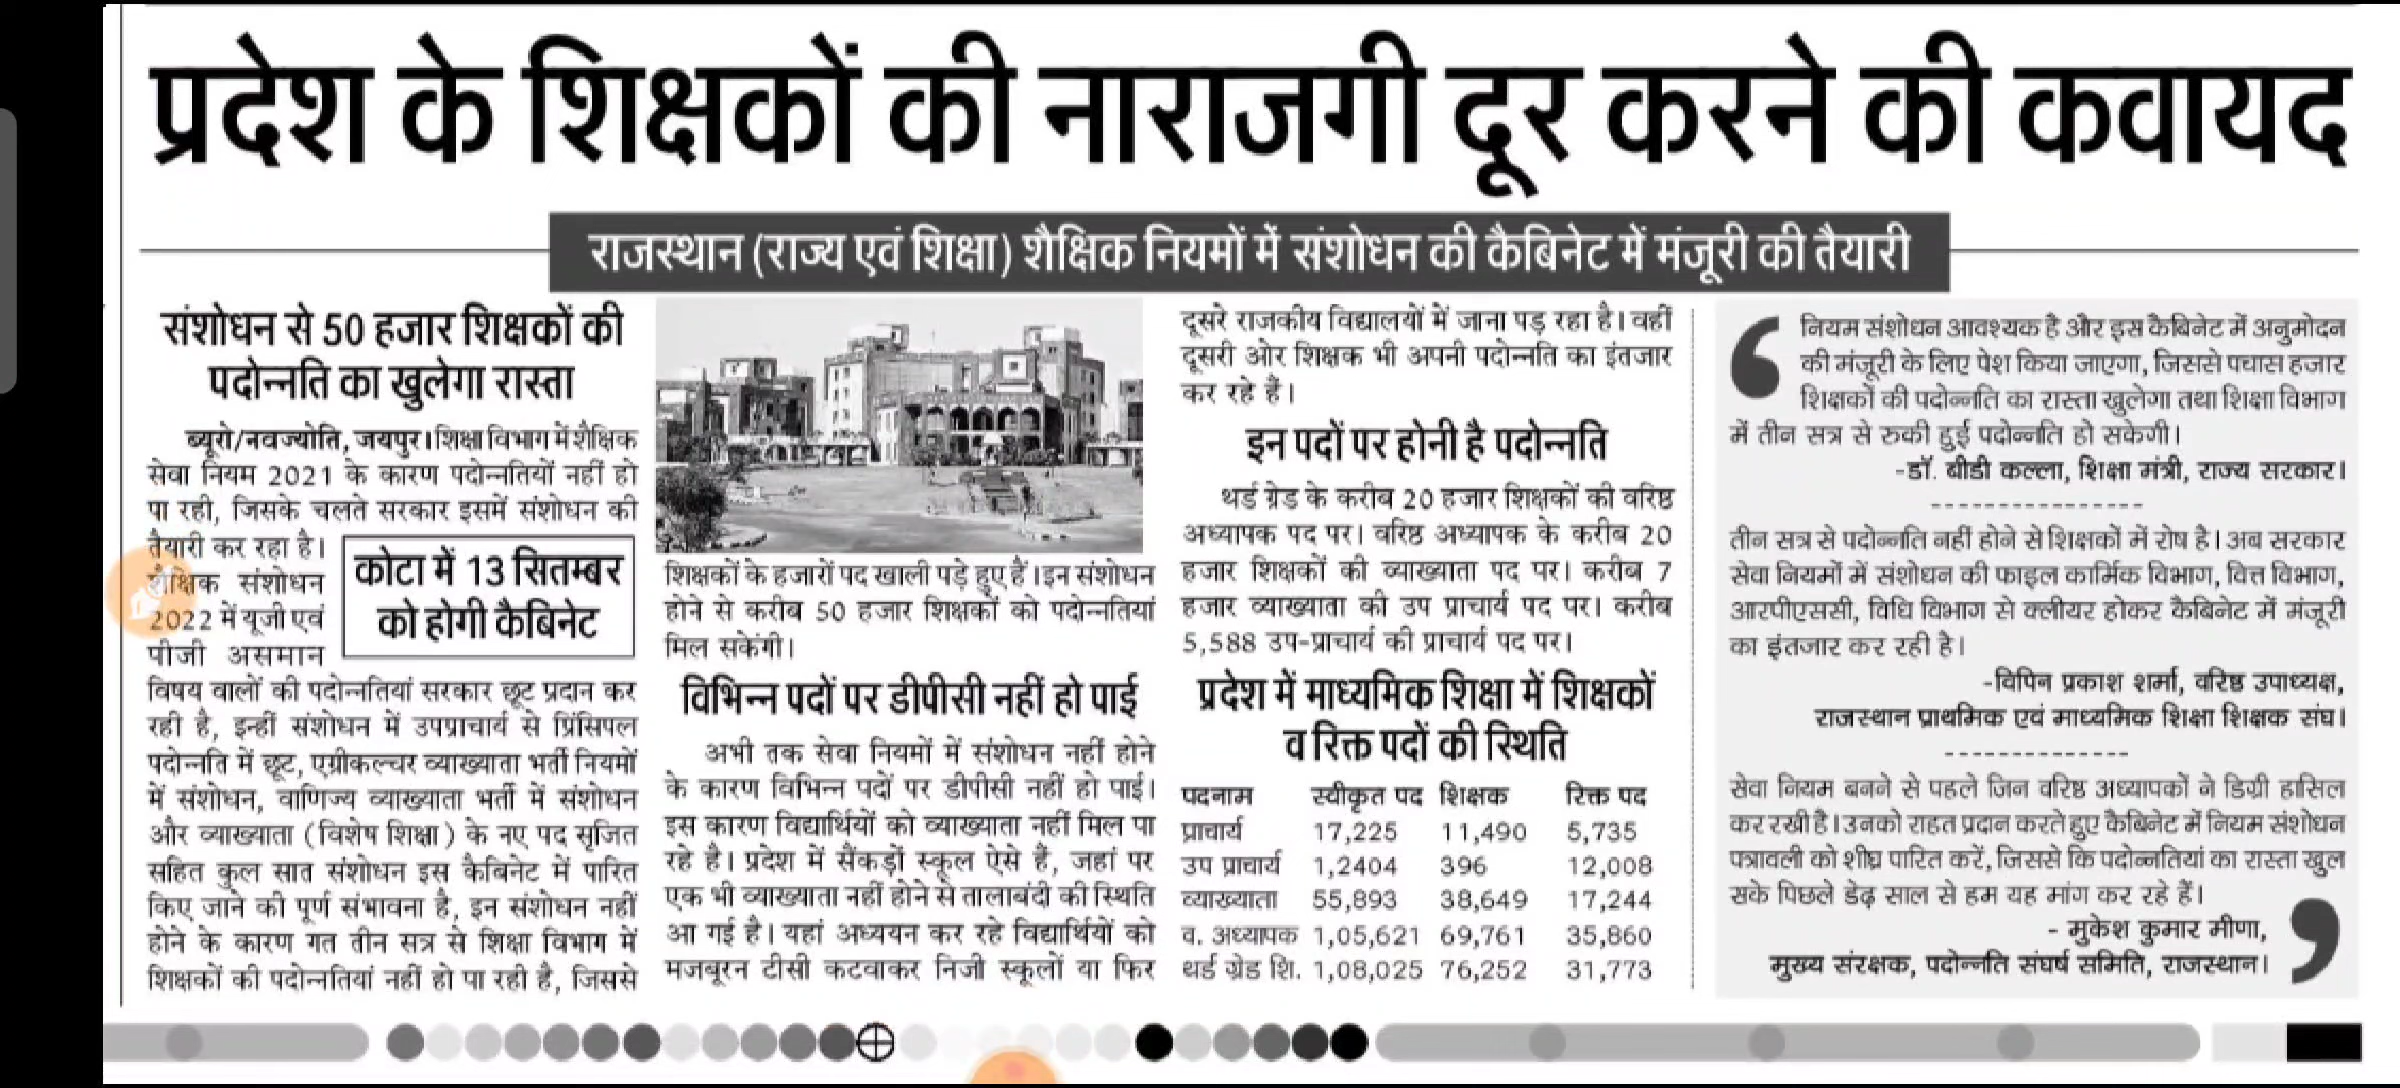 प्रदेश के शिक्षकों की नाराजगी दूर करने की कवायद
राजस्थान (राज्य एवं शिक्षा) शैक्षिक नियमों में संशोधन की कैबिनेट में मंजूरी की तैयारी
संशोधन से 50 हजार शिक्षकों की
पदोन्नति का खुलेगा रास्ता
ब्यूरो/नवज्योति, जयपुर। शिक्षा विभाग में शैक्षिक
सेवा नियम 2021 के कारण पदोन्नतियों नहीं हो
पा रही, जिसके चलते सरकार इसमें संशोधन की
तैयारी कर रहा है।
शैक्षिक संशोधन
2022 में यूजी एवं
पीजी असमान
कोटा में 13 सितम्बर
को होगी कैबिनेट
विषय वालों की पदोन्नतियां सरकार छूट प्रदान कर
रही है, इन्हीं संशोधन में उपप्राचार्य से प्रिंसिपल
पदोन्नति में छूट, एग्रीकल्चर व्याख्याता भर्ती नियमों
में संशोधन, वाणिज्य व्याख्याता भर्ती में संशोधन
और व्याख्याता (विशेष शिक्षा) के नए पद सृजित
सहित कुल सात संशोधन इस कैबिनेट में पारित
किए जाने की पूर्ण संभावना है, इन संशोधन नहीं
होने के कारण गत तीन सत्र से शिक्षा विभाग में
शिक्षकों की पदोन्नतियां नहीं हो पा रही है, जिससे
शिक्षकों के हजारों पद खाली पड़े हुए हैं। इन संशोधन
होने से करीब 50 हजार शिक्षकों को पदोन्नतियां
मिल सकेंगी।
विभिन्न पदों पर डीपीसी नहीं हो पाई
अभी तक सेवा नियमों में संशोधन नहीं होने
के कारण विभिन्न पदों पर डीपीसी नहीं हो पाई।
इस कारण विद्यार्थियों को व्याख्याता नहीं मिल पा
रहे है। प्रदेश में सैंकड़ों स्कूल ऐसे हैं, जहां पर
एक भी व्याख्याता नहीं होने से तालाबंदी की स्थिति
आ गई है। यहां अध्ययन कर रहे विद्यार्थियों को
मजबूरन टीसी कटवाकर निजी स्कूलों या फिर
दूसरे राजकीय विद्यालयों में जाना पड़ रहा है। वहीं
दूसरी ओर शिक्षक भी अपनी पदोन्नति का इंतजार
कर रहे हैं।
इन पदों पर होनी है पदोन्नति
थर्ड ग्रेड के करीब 20 हजार शिक्षकों की वरिष्ठ
अध्यापक पद पर। वरिष्ठ अध्यापक के करीब 20
हजार शिक्षकों की व्याख्याता पद पर। करीब 7
हजार व्याख्याता की उप प्राचार्य पद पर। करीब
5,588 उप-प्राचार्य की प्राचार्य पद पर।
प्रदेश में माध्यमिक शिक्षा में शिक्षकों
व रिक्त पदों की स्थिति
पदनाम स्वीकृत पद शिक्षक रिक्त पद
प्राचार्य 17,225 11,490 5,735
उप प्राचार्य 1,2404 396 12,008
व्याख्याता 55,893 38,649 17,244
व. अध्यापक 1,05,621 69,761 35,860
थर्ड ग्रेड शि. 1,08,025 76,252 31,773
नियम संशोधन आवश्यक है और इस कैबिनेट में अनुमोदन
की मंजूरी के लिए पेश किया जाएगा, जिससे पचास हजार
शिक्षकों की पदोन्नति का रास्ता खुलेगा तथा शिक्षा विभाग
में तीन सत्र से रुकी हुई पदोन्नति हो सकेगी।
-डॉ. बीडी कल्ला, शिक्षा मंत्री, राज्य सरकार।
तीन सत्र से पदोन्नति नहीं होने से शिक्षकों में रोष है। अब सरकार
सेवा नियमों में संशोधन की फाइल कार्मिक विभाग, वित्त विभाग,
आरपीएससी, विधि विभाग से क्लीयर होकर कैबिनेट में मंजूरी
का इंतजार कर रही है।
-विपिन प्रकाश शर्मा, वरिष्ठ उपाध्यक्ष,
राजस्थान प्राथमिक एवं माध्यमिक शिक्षा शिक्षक संघ।
सेवा नियम बनने से पहले जिन वरिष्ठ अध्यापकों ने डिग्री हासिल
कर रखी है। उनको राहत प्रदान करते हुए कैबिनेट में नियम संशोधन
पत्रावली को शीघ्र पारित करें, जिससे कि पदोन्नतियां का रास्ता खुल
सके पिछले डेढ़ साल से हम यह मांग कर रहे हैं।
- मुकेश कुमार मीणा,
मुख्य संरक्षक, पदोन्नति संघर्ष समिति, राजस्थान।